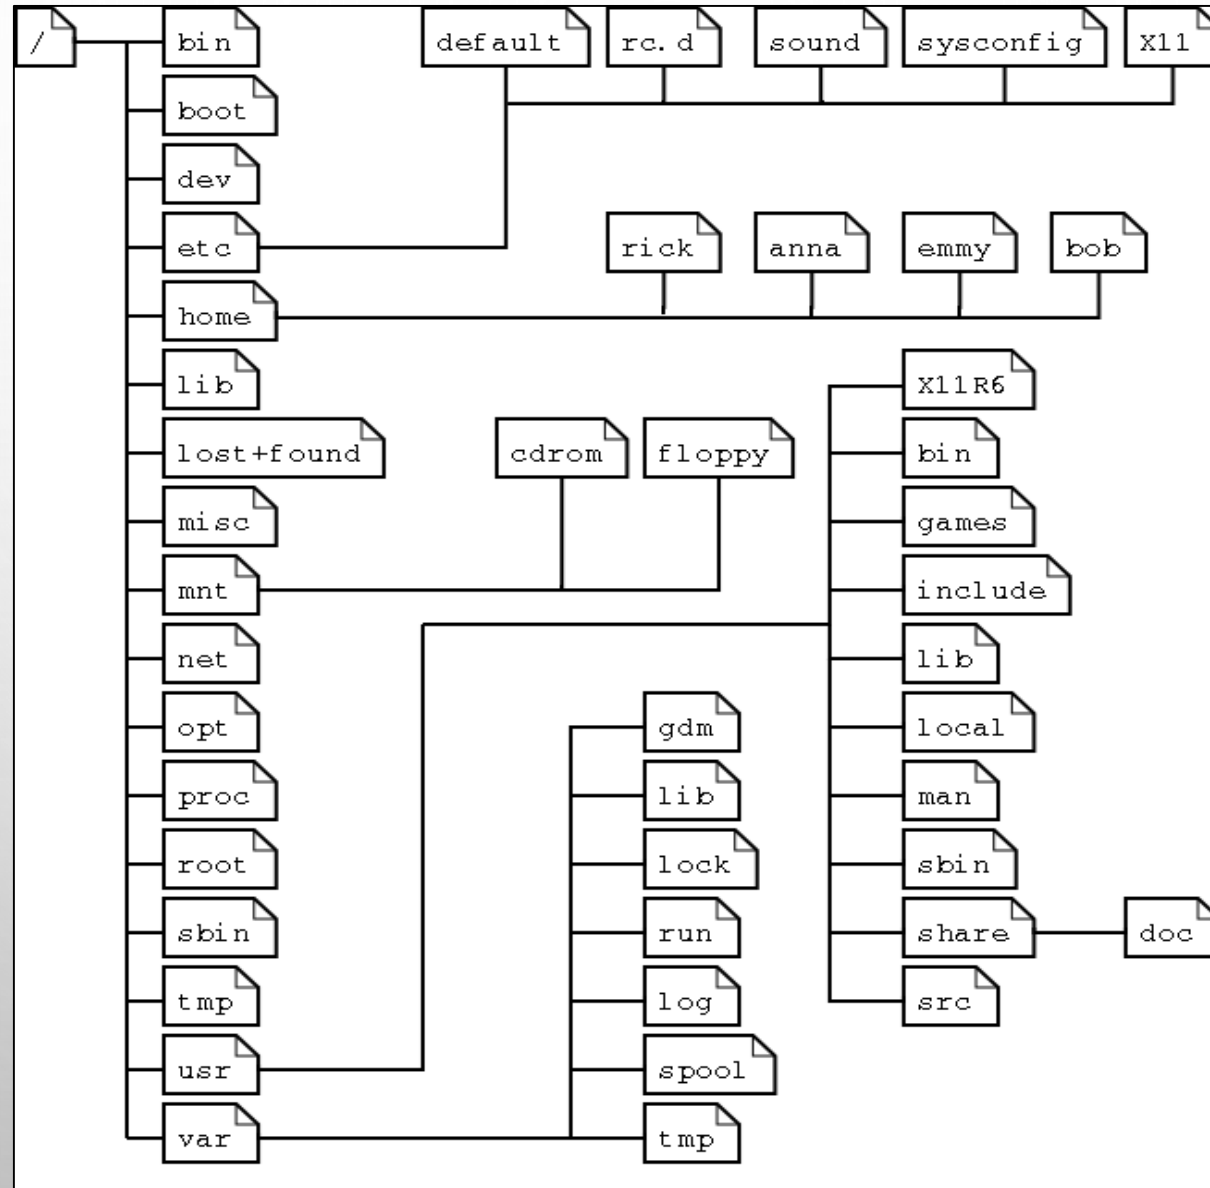 / bin default rc.d sound sysconfig X11
boot
dev
etc rick anna emmy bob
home
lib X11R6
lost+found cdrom floppy bin
misc games
mnt include
net lib
opt gdm local
proc lib man
root lock sbin
sbin run share doc
tmp log src
usr spool
var tmp